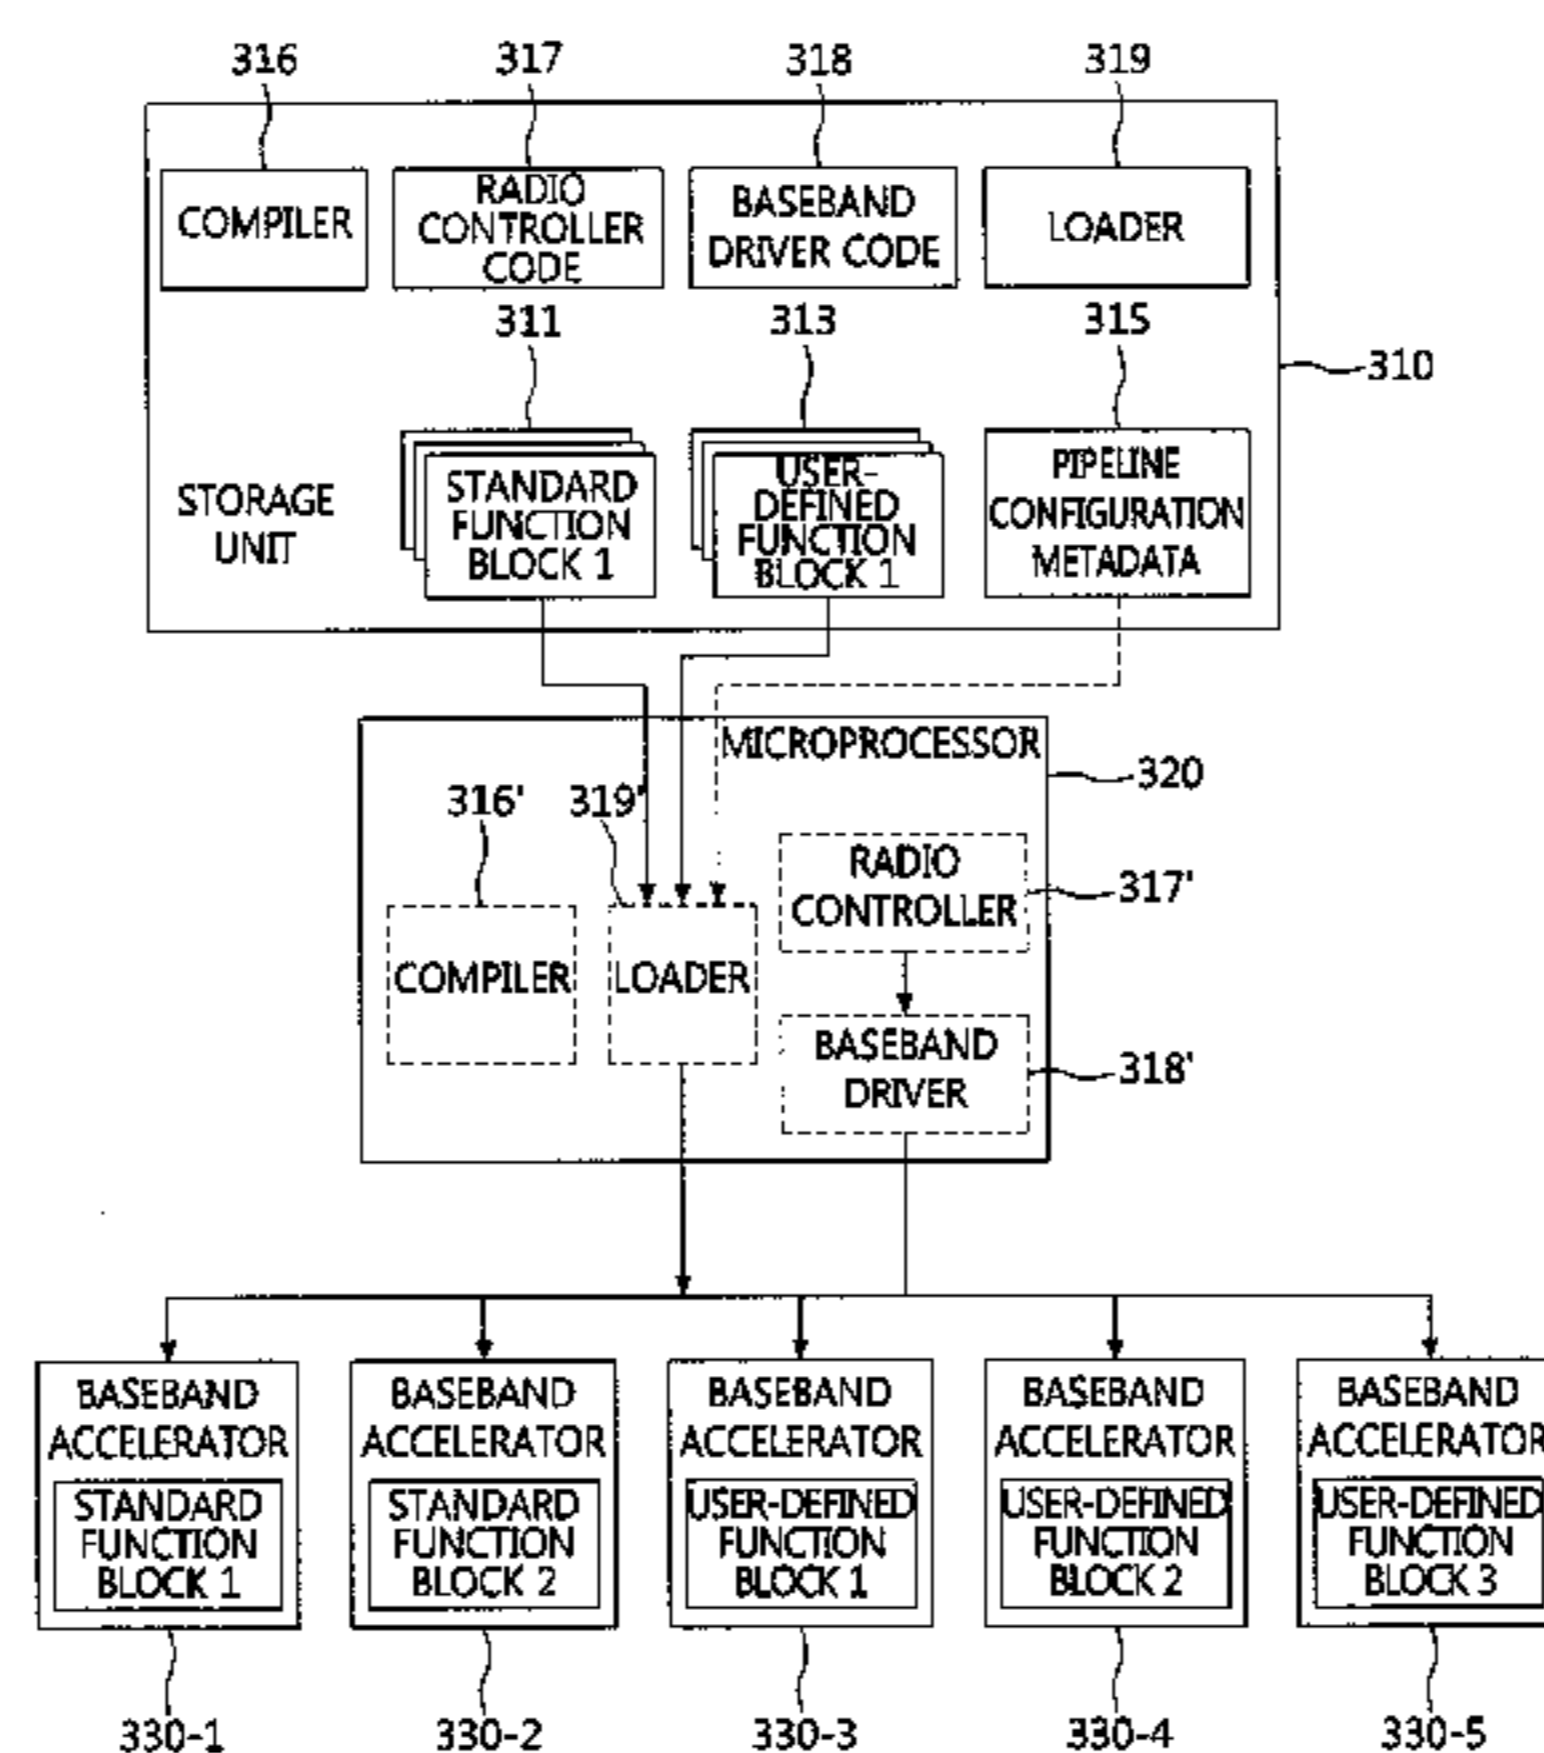 316 317 318 319
COMPILER
RADIO
CONTROLLER
CODE
BASEBAND
DRIVER CODE
LOADER
311 313 315
310
STORAGE
UNIT
STANDARD
FUNCTION
BLOCK 1
USER-
DEFINED
FUNCTION
BLOCK 1
PIPELINE
CONFIGURATION
METADATA
MICROPROCESSOR
320
316' 319'
COMPILER
LOADER
RADIO
CONTROLLER
317'
BASEBAND
DRIVER
318'
BASEBAND
ACCELERATOR
STANDARD
FUNCTION
BLOCK 1
BASEBAND
ACCELERATOR
STANDARD
FUNCTION
BLOCK 2
BASEBAND
ACCELERATOR
USER-DEFINED
FUNCTION
BLOCK 1
BASEBAND
ACCELERATOR
USER-DEFINED
FUNCTION
BLOCK 2
BASEBAND
ACCELERATOR
USER-DEFINED
FUNCTION
BLOCK 3
330-1 330-2 330-3 330-4 330-5